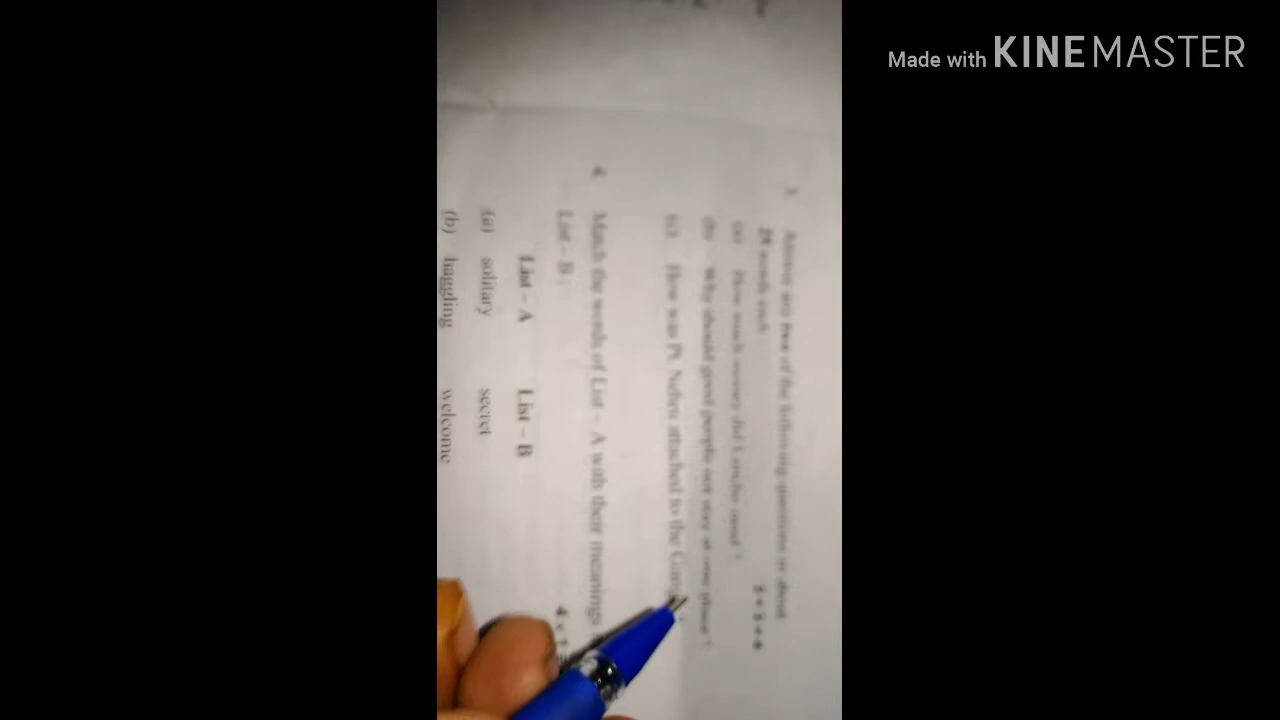 Made with KINEMASTER
3. Answer any two of the following questions in about
25 words each :
(a) How much money did Lencho need ?
(b) Why should good people not stay at one place ?
(c) How was Pt. Nehru attached to the
4. Match the words of List – A with their meanings
List – B :
4 × 1 =
List – A List – B
(a) solitary secret
(b) haggling welcome